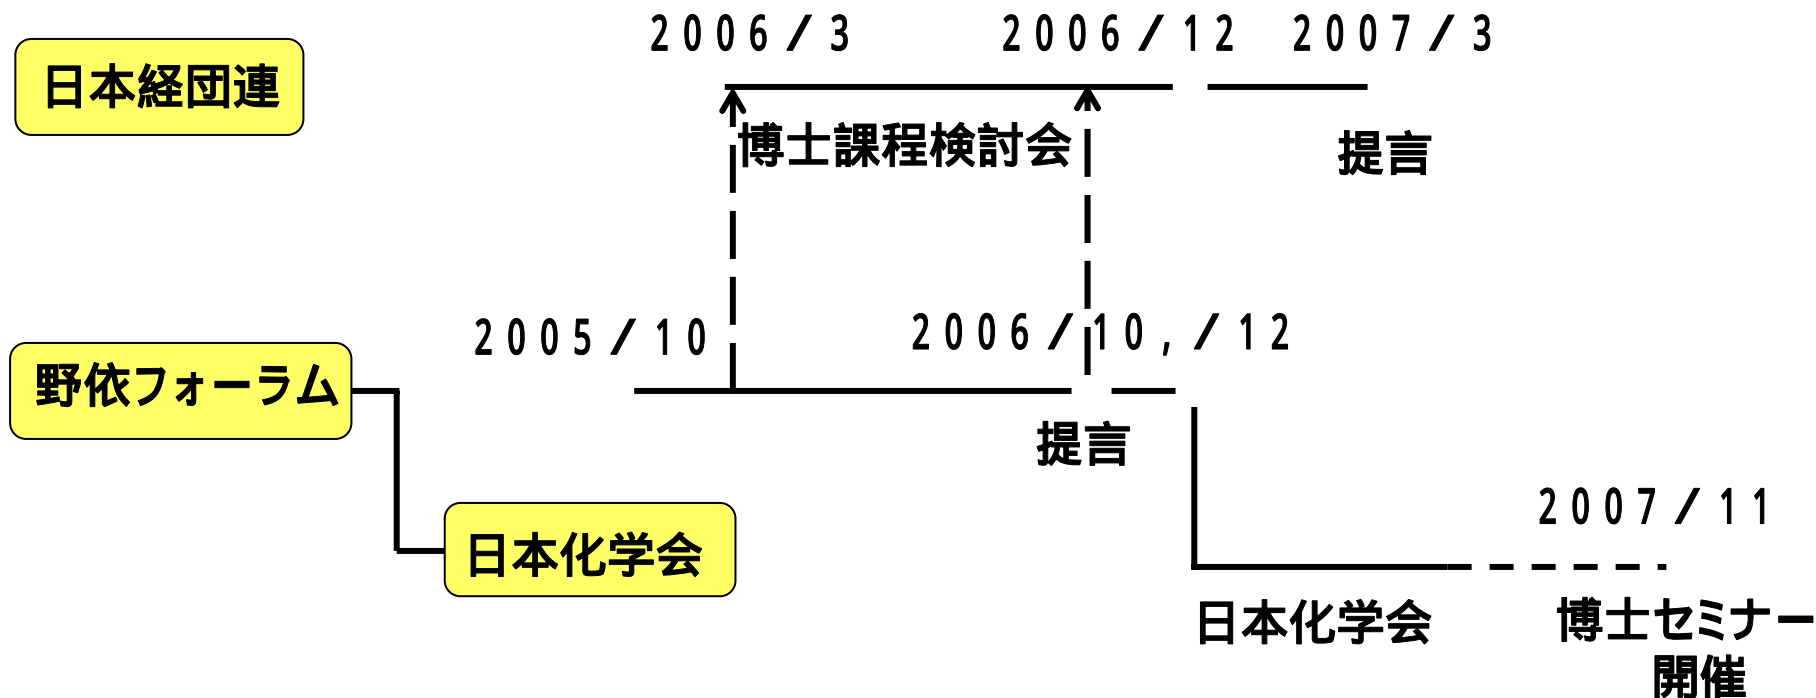 2006/3
2006/12
2007/3
日本経団連
博士課程検討会
提言
2005/10
2006/10,/12
野依フォーラム
提言
2007/11
日本化学会
日本化学会
博士セミナー
開催